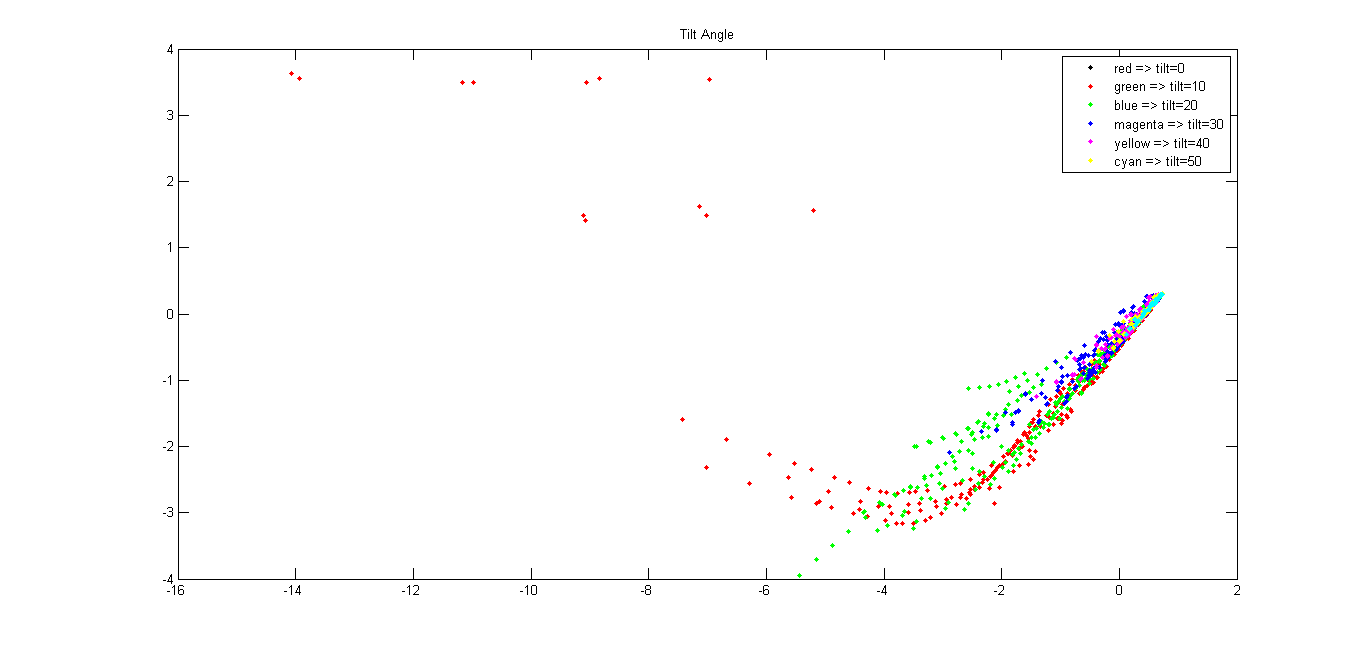 Tilt Angle
red => tilt=0
green => tilt=10
blue => tilt=20
magenta => tilt=30
yellow => tilt=40
cyan => tilt=50
4
3
2
1
0
-1
-2
-3
-4
-16 -14 -12 -10 -8 -6 -4 -2 0 2